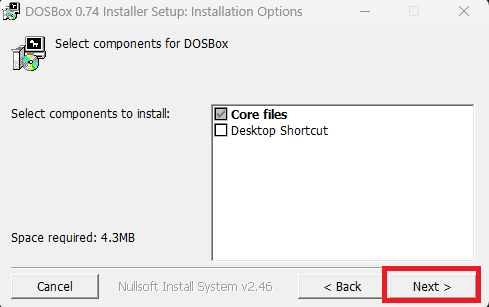 DOSBox 0.74 Installer Setup: Installation Options
Select components for DOSBox
Select components to install:
Core files
Desktop Shortcut
Space required: 4.3MB
Cancel
Nullsoft Install System v2.46
< Back
Next >